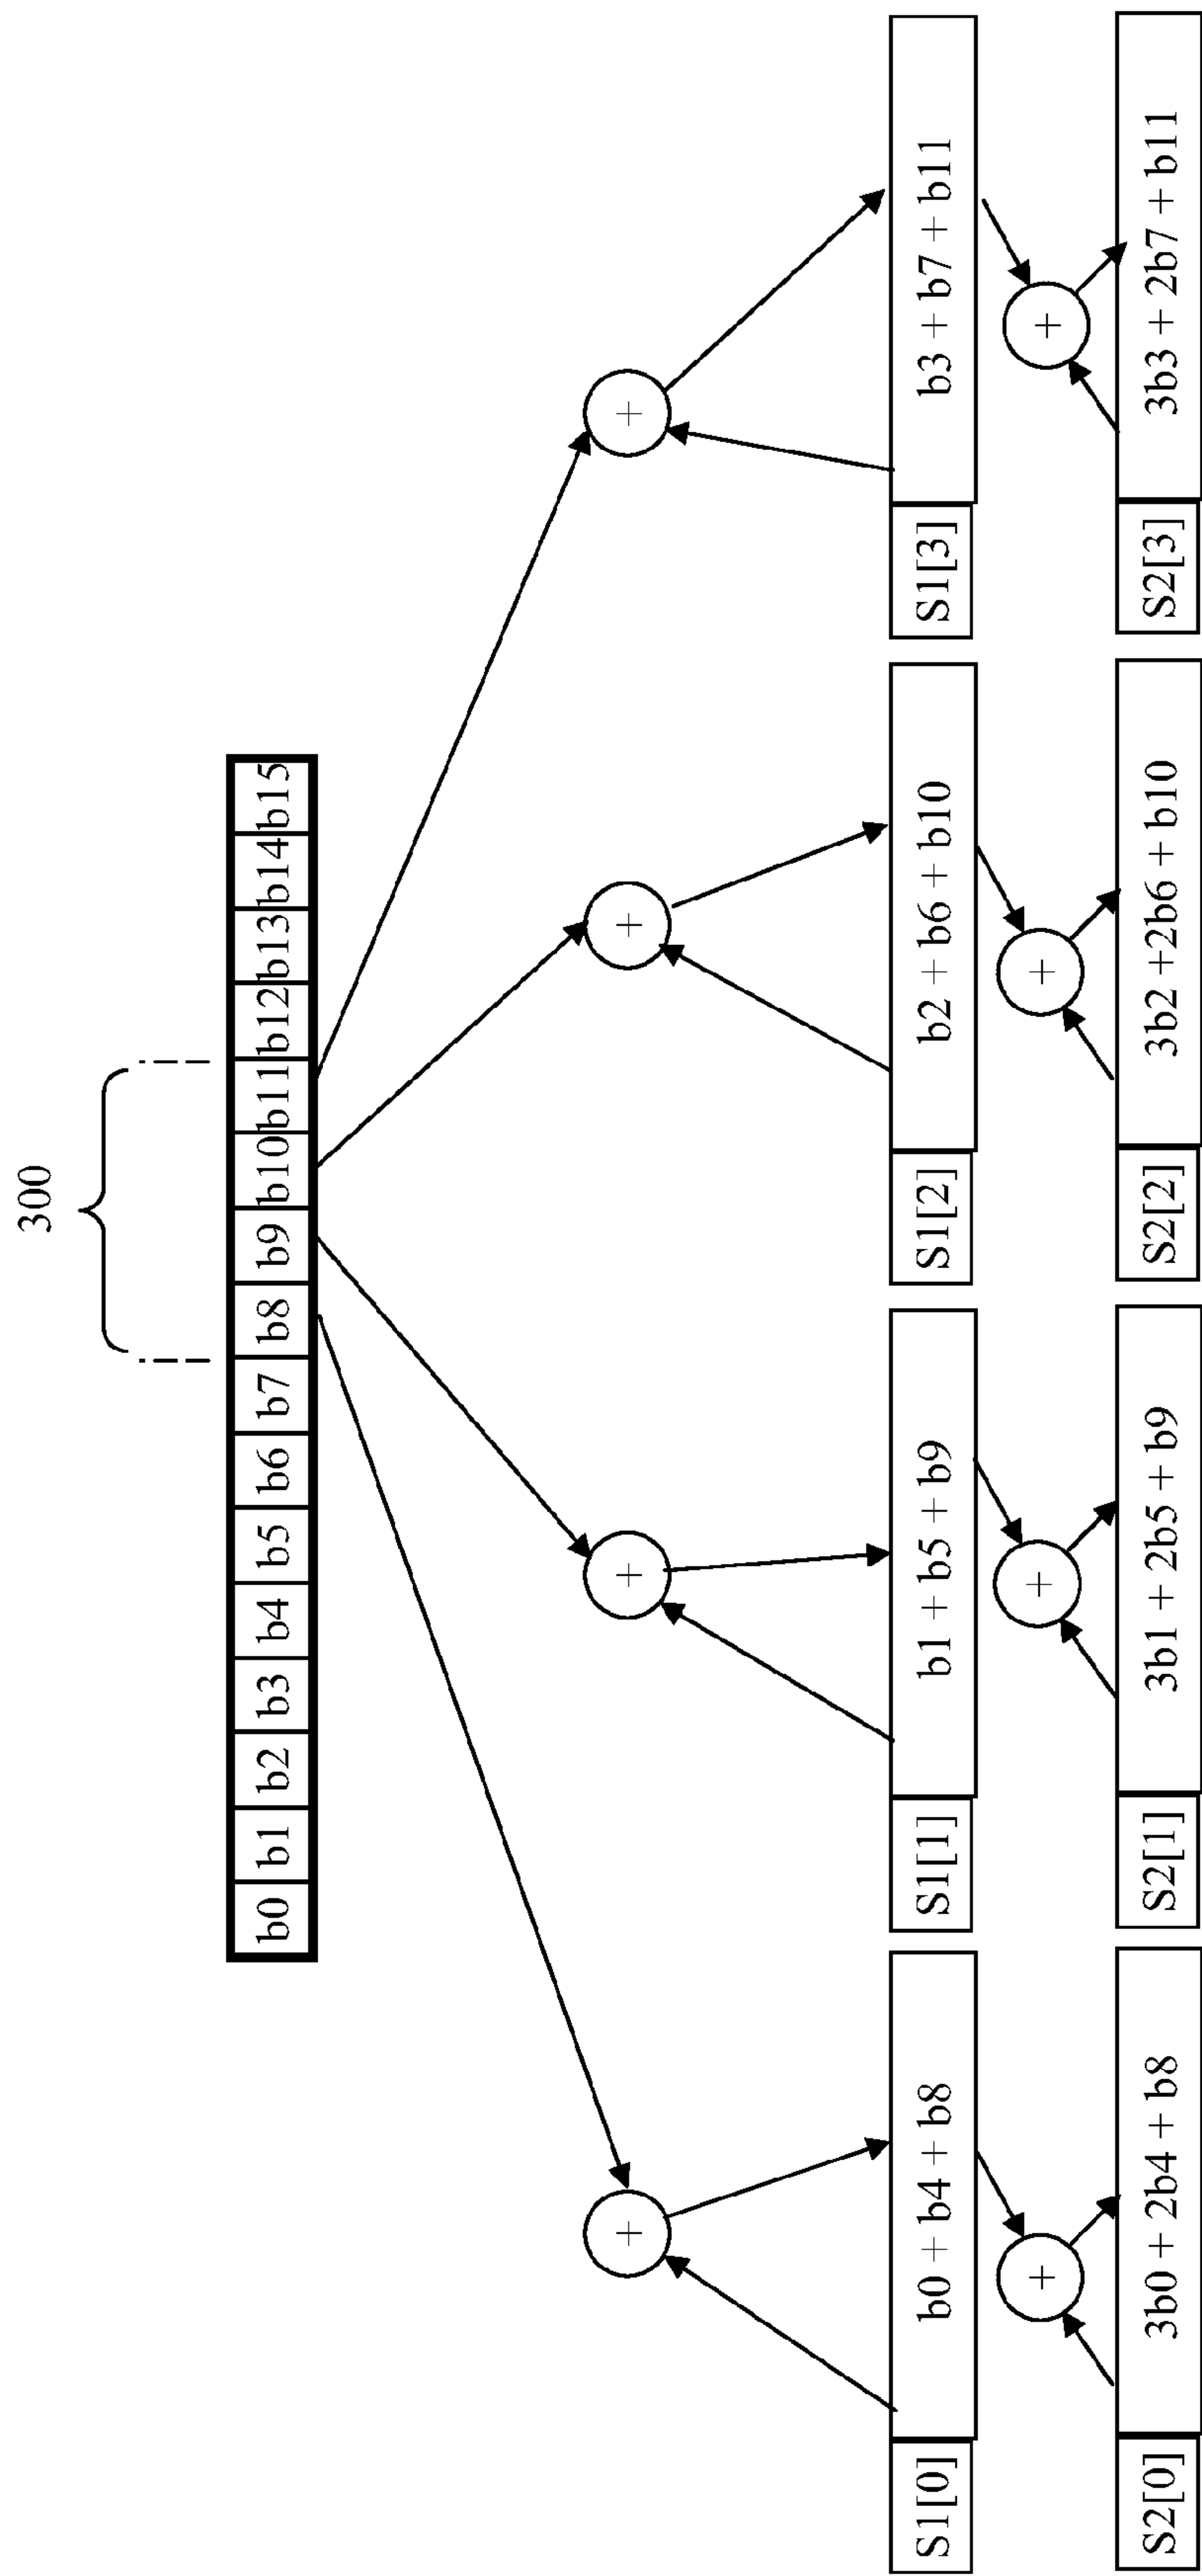 300
b0 b1 b2 b3 b4 b5 b6 b7 b8 b9 b10 b11 b12 b13 b14 b15
+ + + +
S1[0] b0 + b4 + b8 S1[1] b1 + b5 + b9 S1[2] b2 + b6 + b10 S1[3] b3 + b7 + b11
+ + + +
S2[0] 3b0 + 2b4 + b8 S2[1] 3b1 + 2b5 + b9 S2[2] 3b2 +2b6 + b10 S2[3] 3b3 + 2b7 + b11